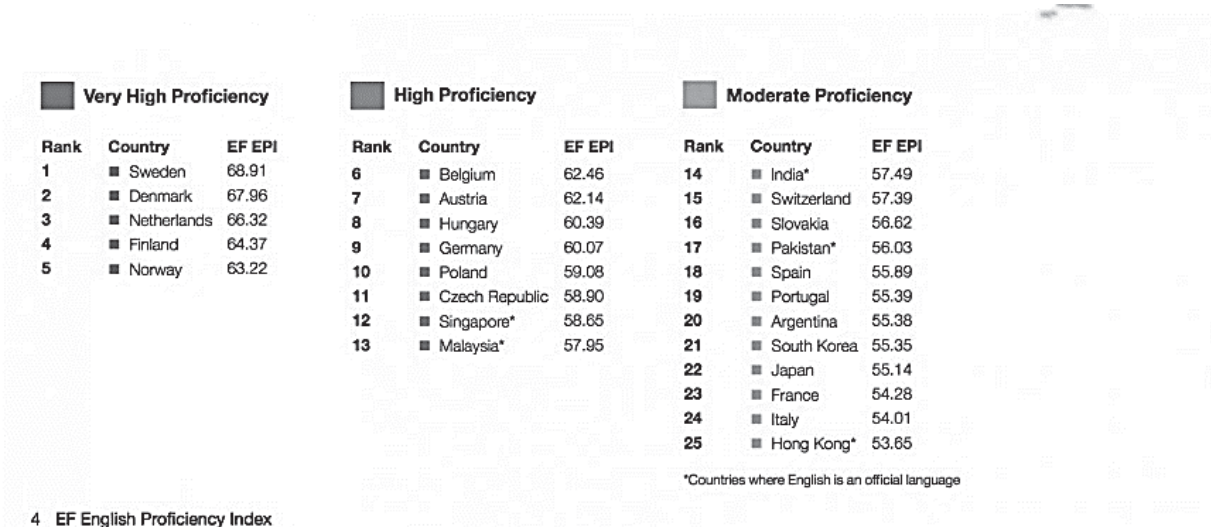 Very High Proficiency
Rank Country EF EPI
1 Sweden 68.91
2 Denmark 67.96
3 Netherlands 66.32
4 Finland 64.37
5 Norway 63.22
High Proficiency
Rank Country EF EPI
6 Belgium 62.46
7 Austria 62.14
8 Hungary 60.39
9 Germany 60.07
10 Poland 59.08
11 Czech Republic 58.90
12 Singapore* 58.65
13 Malaysia* 57.95
Moderate Proficiency
Rank Country EF EPI
14 India* 57.49
15 Switzerland 57.39
16 Slovakia 56.62
17 Pakistan* 56.03
18 Spain 55.89
19 Portugal 55.39
20 Argentina 55.38
21 South Korea 55.35
22 Japan 55.14
23 France 54.28
24 Italy 54.01
25 Hong Kong* 53.65
*Countries where English is an official language
4 EF English Proficiency Index